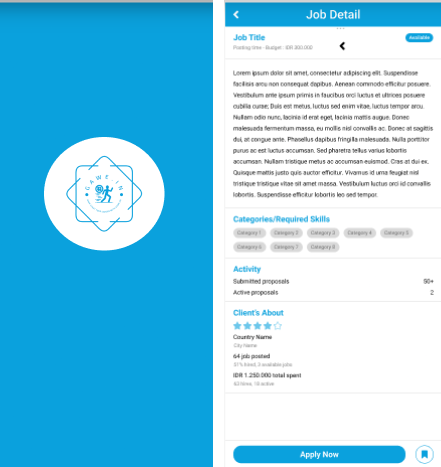 GAWE IN
Job Detail
Job Title
Available
Posting time - Budget : IDR 300.000
Lorem ipsum dolor sit amet, consectetur adipiscing elit. Suspendisse
facilisis arcu non consequat dapibus. Aenean commodo efficitur posuere.
Vestibulum ante ipsum primis in faucibus orci luctus et ultrices posuere
cubilia curae; Duis est metus, luctus sed enim vitae, luctus tempor arcu.
Nullam odio nunc, lacinia id erat eget, lacinia mattis augue. Donec
malesuada fermentum massa, eu mollis nisl convallis ac. Donec at sagittis
dui, at congue ante. Phasellus dapibus fringilla malesuada. Nulla porttitor
purus ac est luctus accumsan. Sed pharetra tellus varius lobortis
accumsan. Nullam tristique metus ac accumsan euismod. Cras at dui ex.
Quisque mattis justo quis auctor efficitur. Vivamus id urna feugiat nisl
tristique tristique vitae sit amet massa. Vestibulum luctus orci id convallis
lobortis. Suspendisse efficitur lobortis leo sed tempor.
Categories/Required Skills
Category 1 Category 2 Category 3 Category 4 Category 5
Category 6 Category 7 Category 8
Activity
Submitted proposals 50+
Active proposals 2
Client's About
Country Name
City Name
64 job posted
37% hired, 3 available jobs
IDR 1.250.000 total spent
63 hires, 10 active
Apply Now